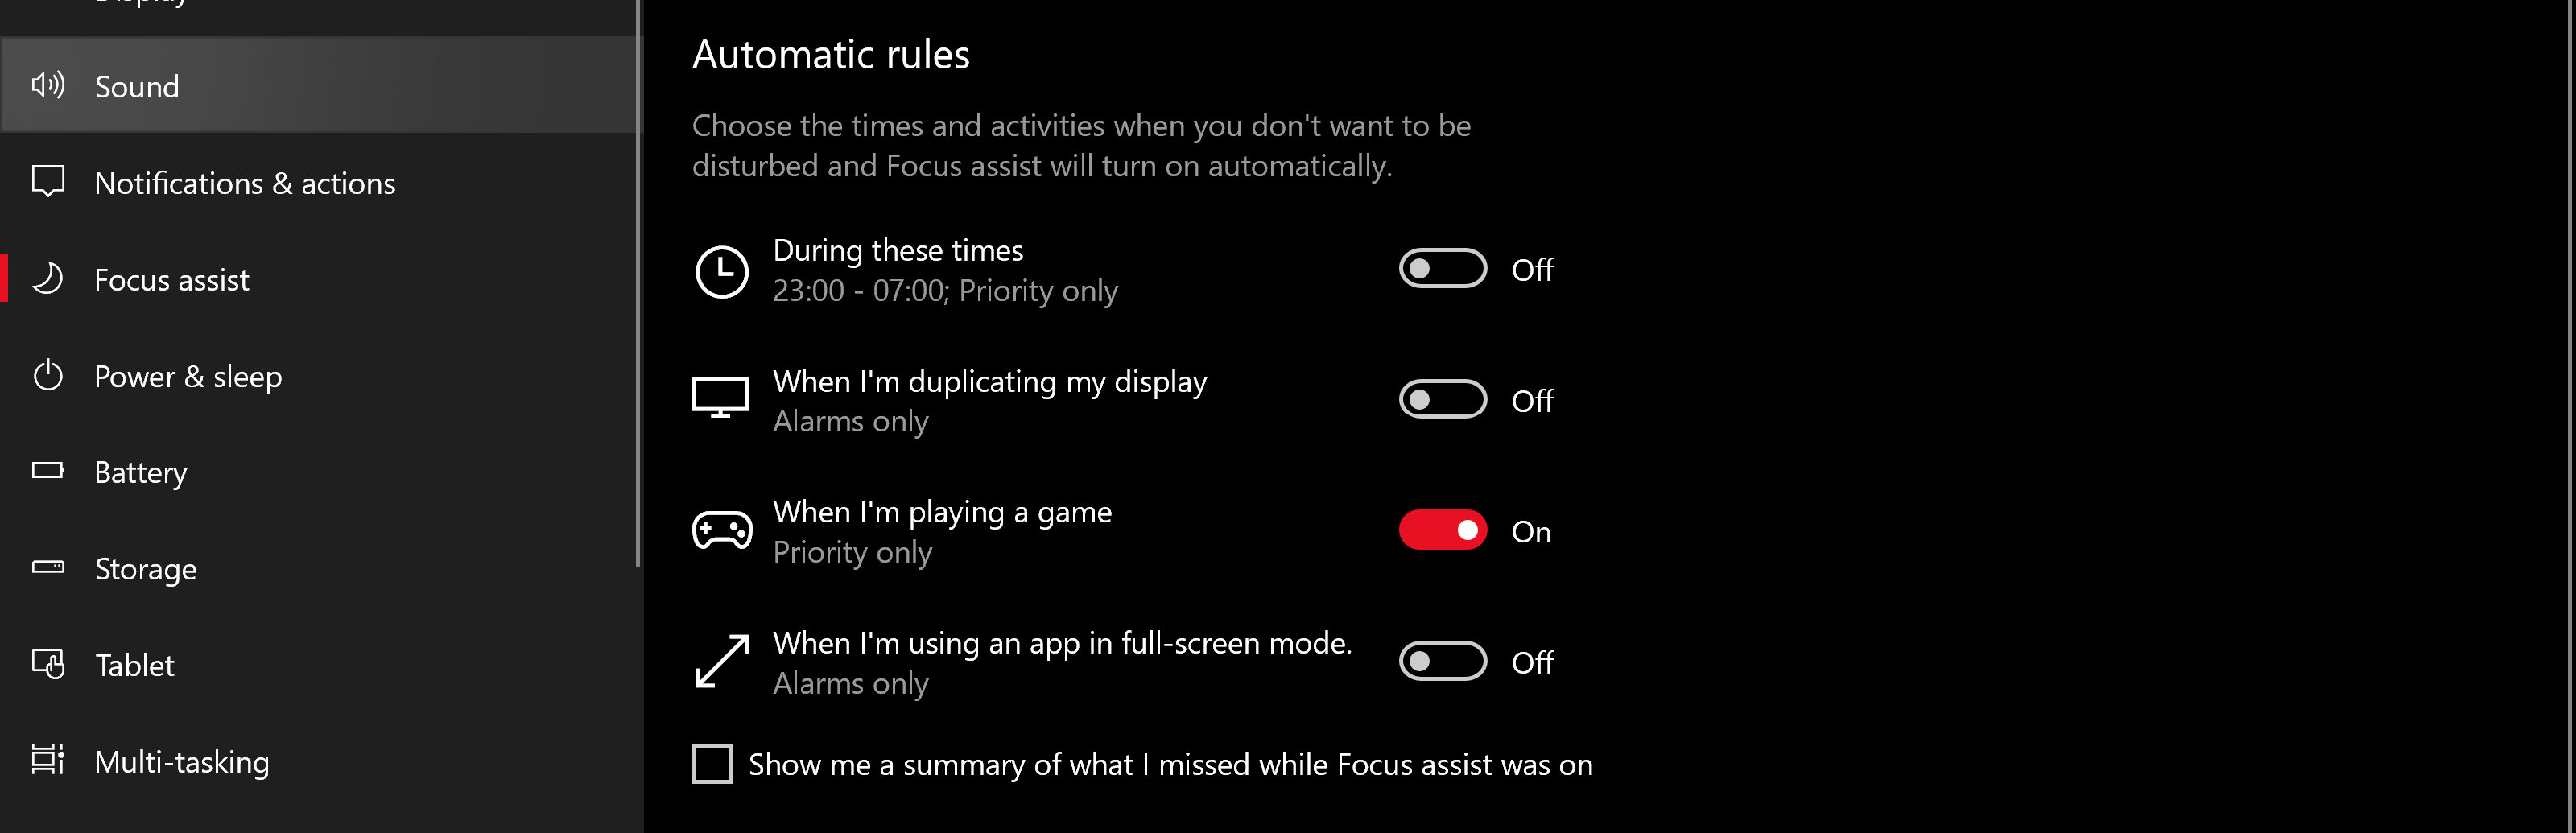 Display
Sound
Notifications & actions
Focus assist
Power & sleep
Battery
Storage
Tablet
Multi-tasking
Automatic rules
Choose the times and activities when you don't want to be
disturbed and Focus assist will turn on automatically.
During these times
23:00 - 07:00; Priority only
Off
When I'm duplicating my display
Alarms only
Off
When I'm playing a game
Priority only
On
When I'm using an app in full-screen mode.
Alarms only
Off
Show me a summary of what I missed while Focus assist was on